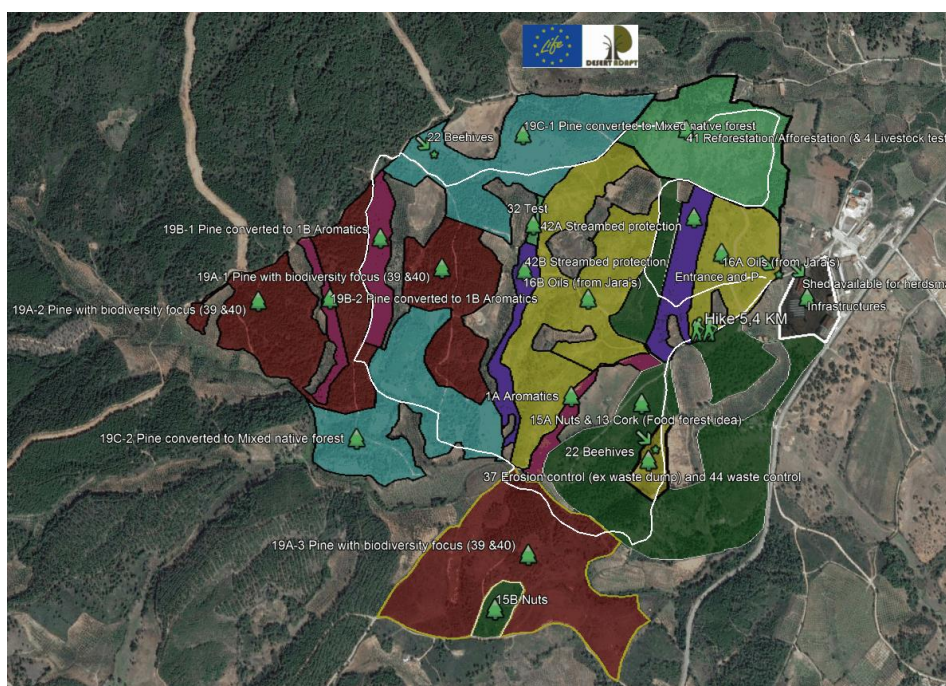 Life
DESERT ADAPT
22 Beehives
19C-1 Pine converted to Mixed native forest
41 Reforestation/Afforestation (& 4 Livestock test
32 Test
42A Streambed protection
19B-1 Pine converted to 1B Aromatics
42B Streambed protection
16A Oils (from Jara's)
19A-1 Pine with biodiversity focus (39 &40)
16B Oils (from Jara's)
Entrance and P
Shed available for herdsma
19B-2 Pine converted to 1B Aromatics
Infrastructures
19A-2 Pine with biodiversity focus (39 &40)
Hike 5,4 KM
1A Aromatics
15A Nuts & 13 Cork (Food forest idea)
19C-2 Pine converted to Mixed native forest
22 Beehives
37 Erosion control (ex waste dump) and 44 waste control
19A-3 Pine with biodiversity focus (39 &40)
15B Nuts